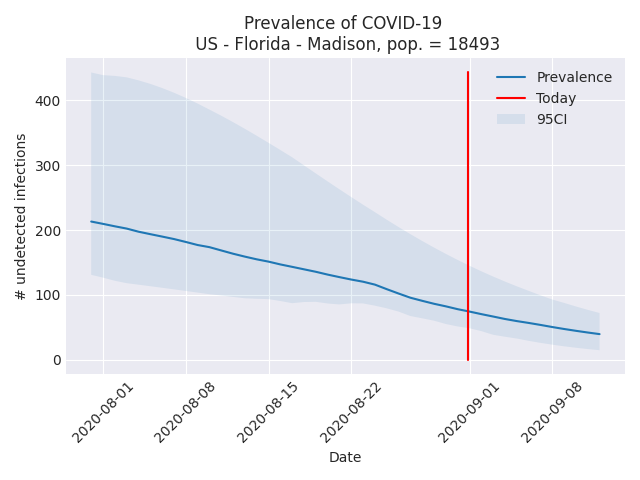 Prevalence of COVID-19
US - Florida - Madison, pop. = 18493
Prevalence
Today
95CI
# undetected infections
400
300
200
100
0
2020-08-01
2020-08-08
2020-08-15
2020-08-22
2020-09-01
2020-09-08
Date